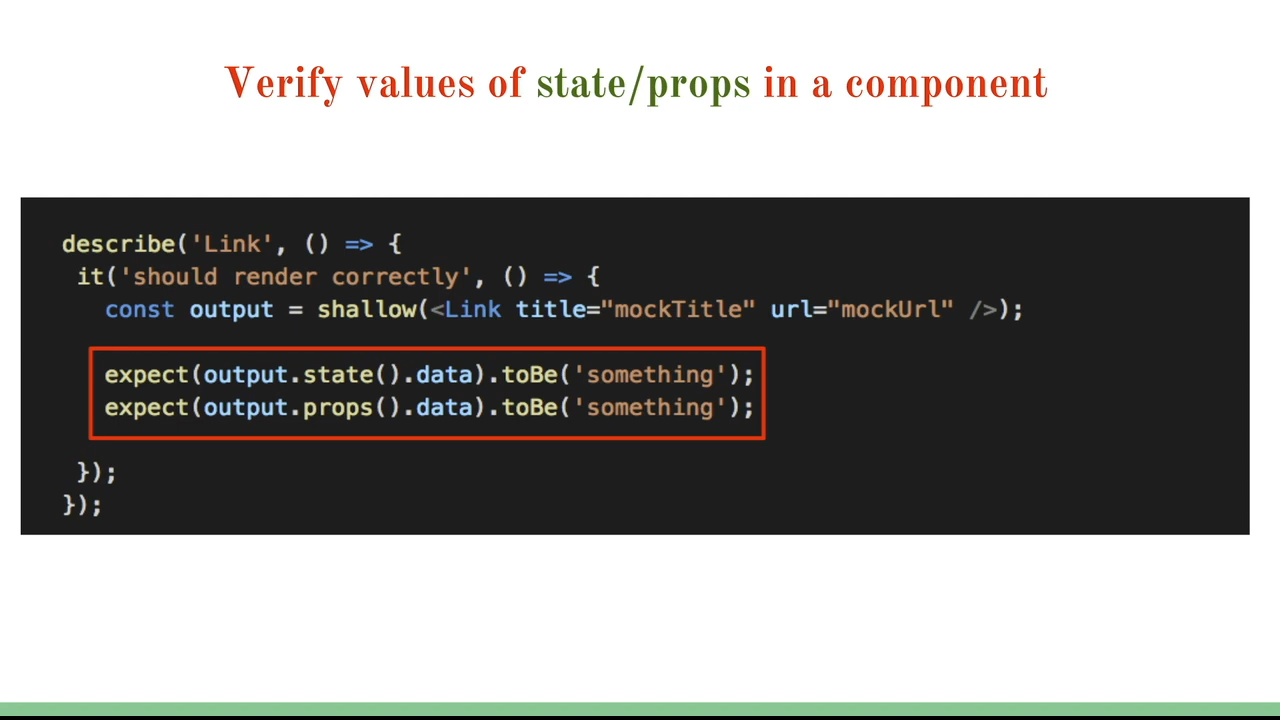 Verify values of state/props in a component
describe('Link', () => {
it('should render correctly', () => {
const output = shallow(<Link title="mockTitle" url="mockUrl" />);
expect(output.state().data).toBe('something');
expect(output.props().data).toBe('something');
});
});